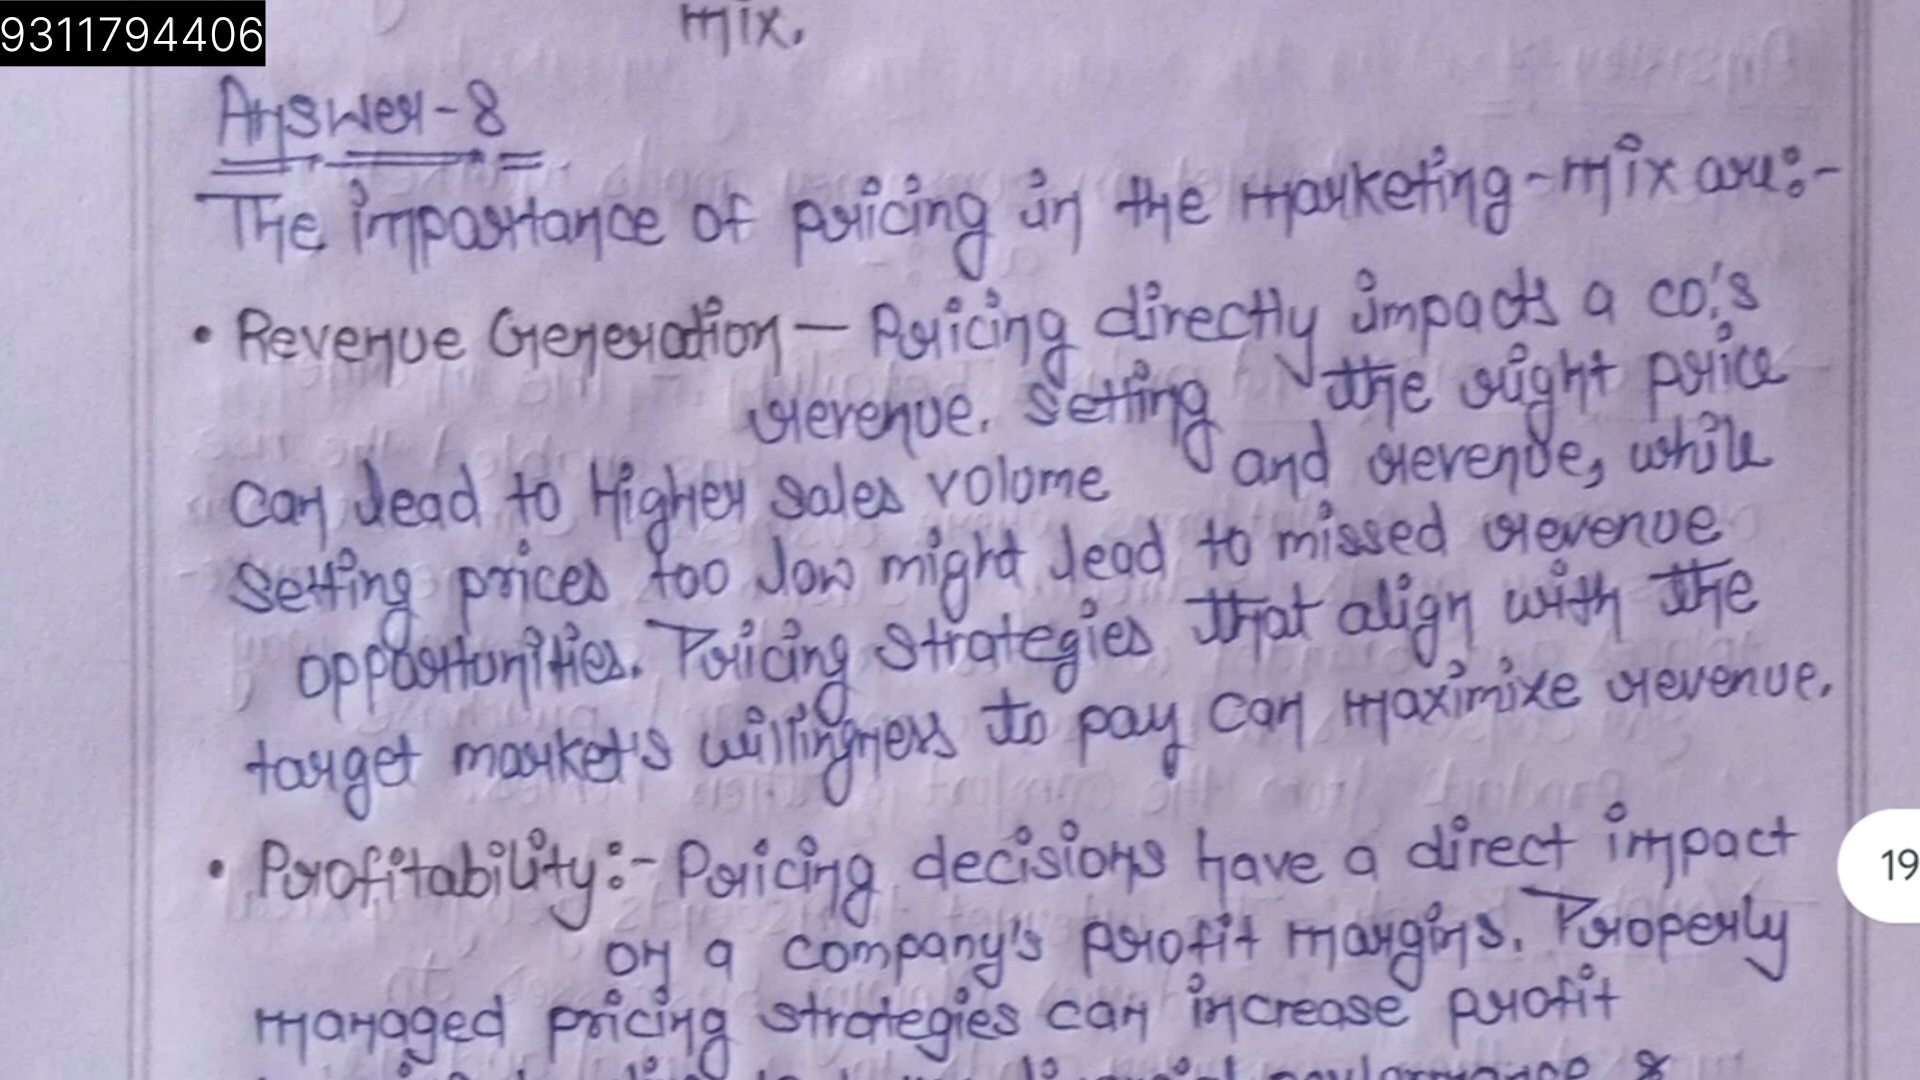 9311794406
mix.
Answer-8
The importance of pricing in the marketing-mix are:-
• Revenue Generation — Pricing directly impacts a co.'s
revenue. Setting the right price
can lead to Higher sales volume and revenue, while
setting prices too low might lead to missed revenue
opportunities. Pricing strategies that align with the
target market's willingness to pay can maximize revenue.
• Profitability:- Pricing decisions have a direct impact
on a company's profit margins. Properly
managed pricing strategies can increase profit
19